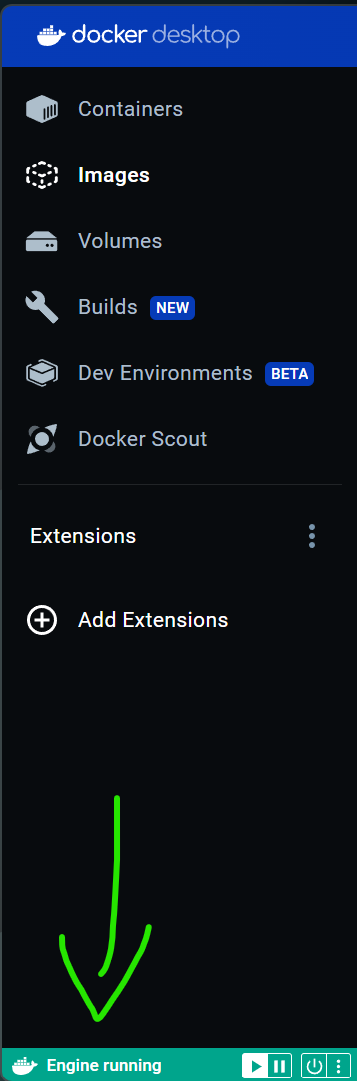 docker desktop
Containers
Images
Volumes
Builds NEW
Dev Environments BETA
Docker Scout
Extensions
Add Extensions
Engine running